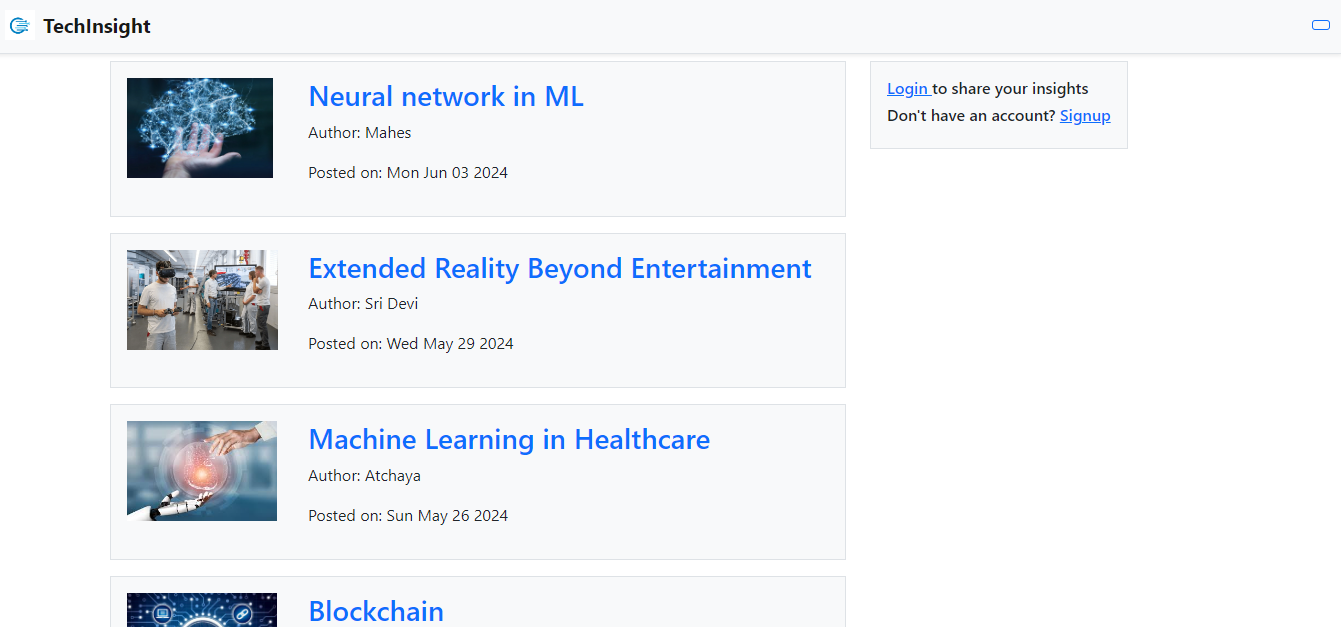 TechInsight
Neural network in ML
Author: Mahes
Posted on: Mon Jun 03 2024
Login to share your insights
Don't have an account? Signup
Extended Reality Beyond Entertainment
Author: Sri Devi
Posted on: Wed May 29 2024
Machine Learning in Healthcare
Author: Atchaya
Posted on: Sun May 26 2024
Blockchain